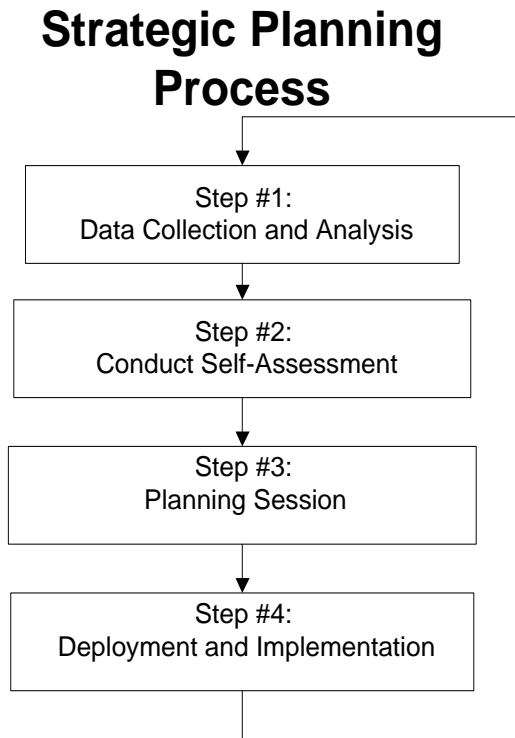 Strategic Planning
Process
Step #1:
Data Collection and Analysis
Step #2:
Conduct Self-Assessment
Step #3:
Planning Session
Step #4:
Deployment and Implementation